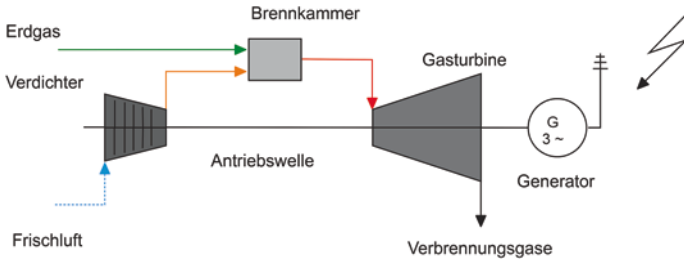 Brennkammer
Erdgas
Gasturbine
Verdichter
G
3 ~
Antriebswelle
Generator
Frischluft
Verbrennungsgase